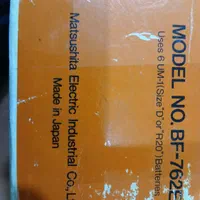 MODEL NO. BF-762
Uses 6 UM-1(Size "D" or "R20") Batteries
Matsushita Electric Industrial Co., L
Made in Japan